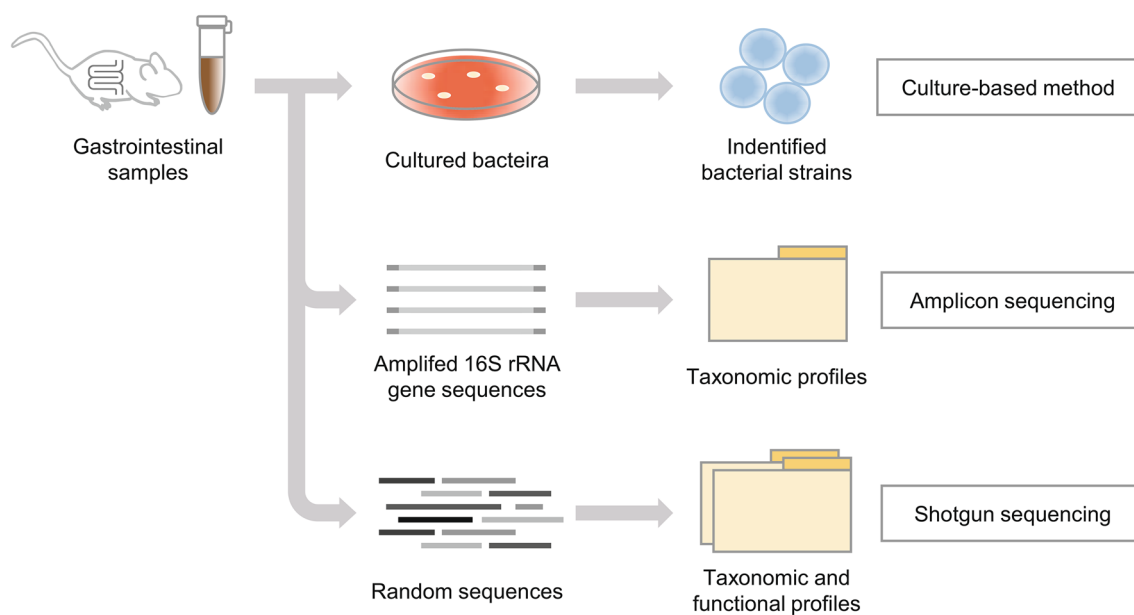 Gastrointestinal
samples
Cultured bacteira
Indentified
bacterial strains
Culture-based method
Amplifed 16S rRNA
gene sequences
Taxonomic profiles
Amplicon sequencing
Random sequences
Taxonomic and
functional profiles
Shotgun sequencing